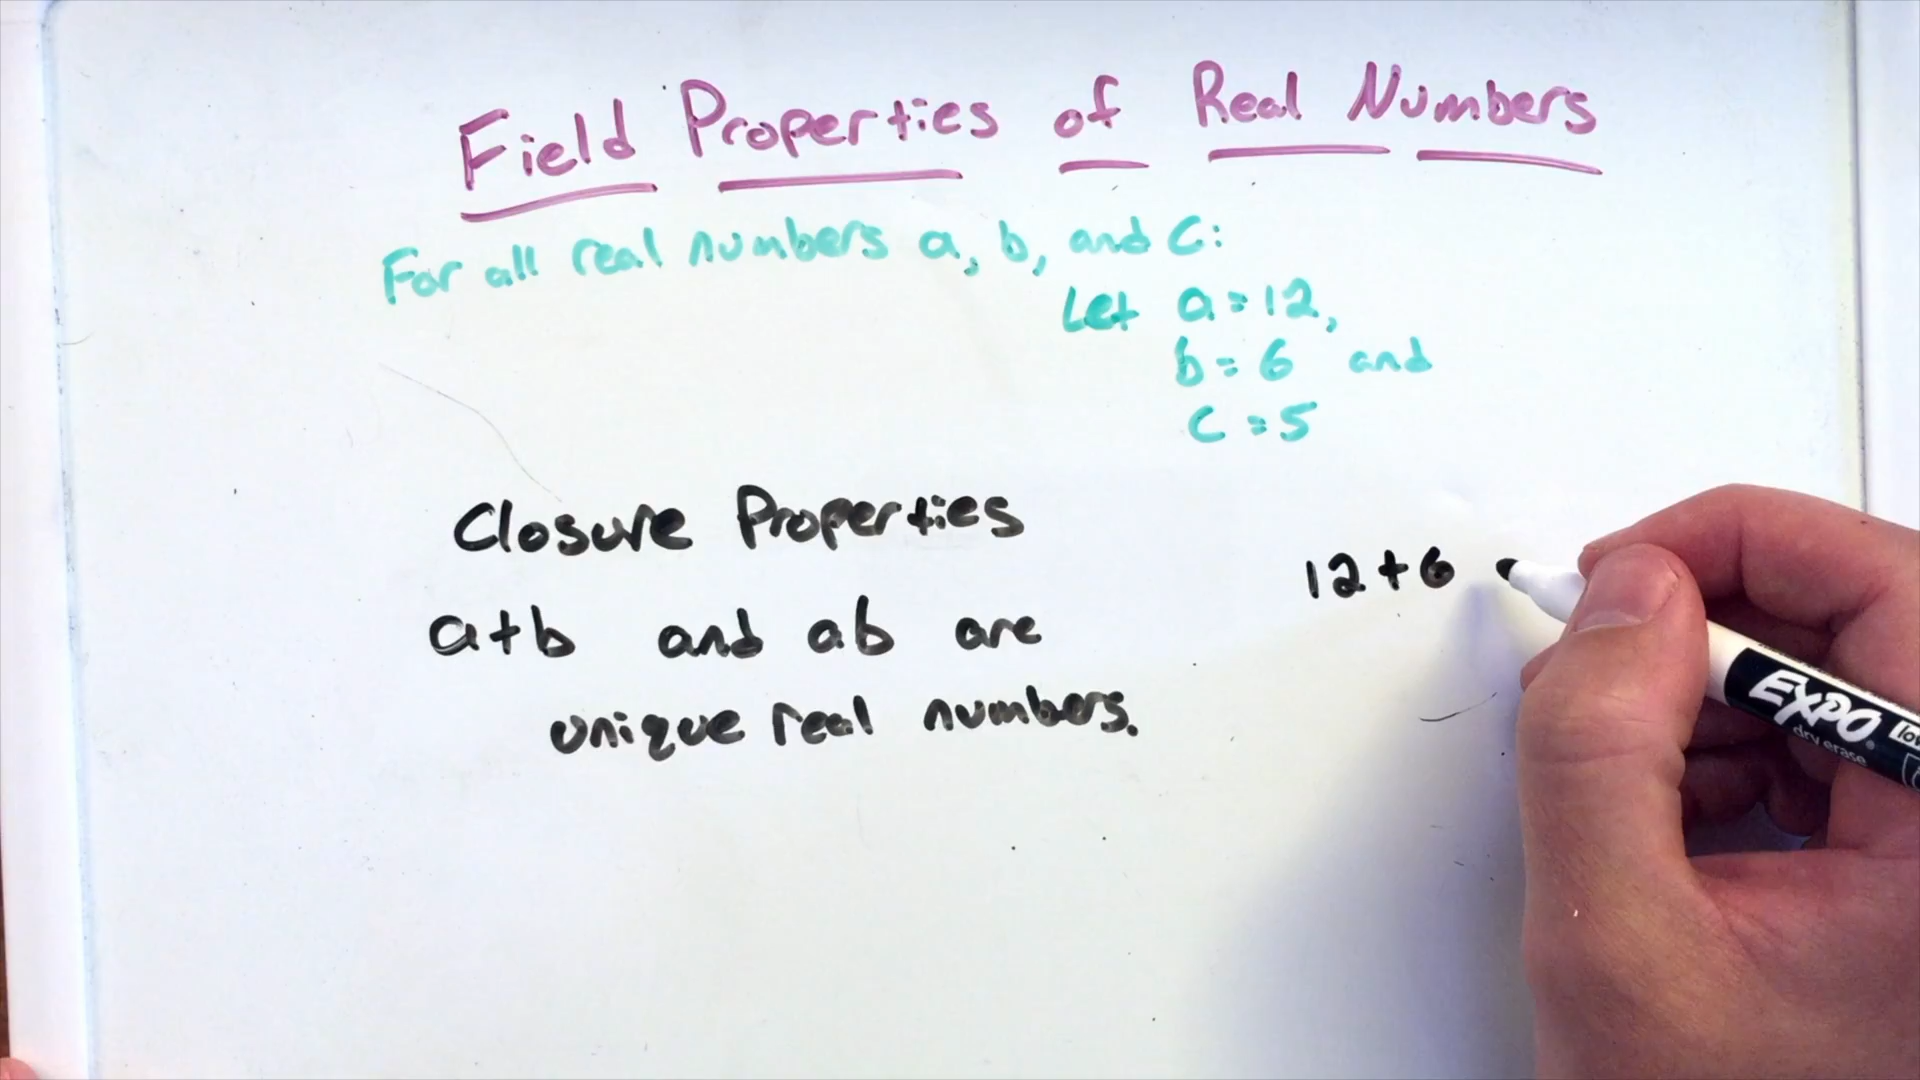 Field Properties of Real Numbers
For all real numbers a, b, and c:
Let a=12,
b=6 and
c=5
Closure Properties
12+6
a+b and ab are
unique real numbers.
EXPO
dry erase